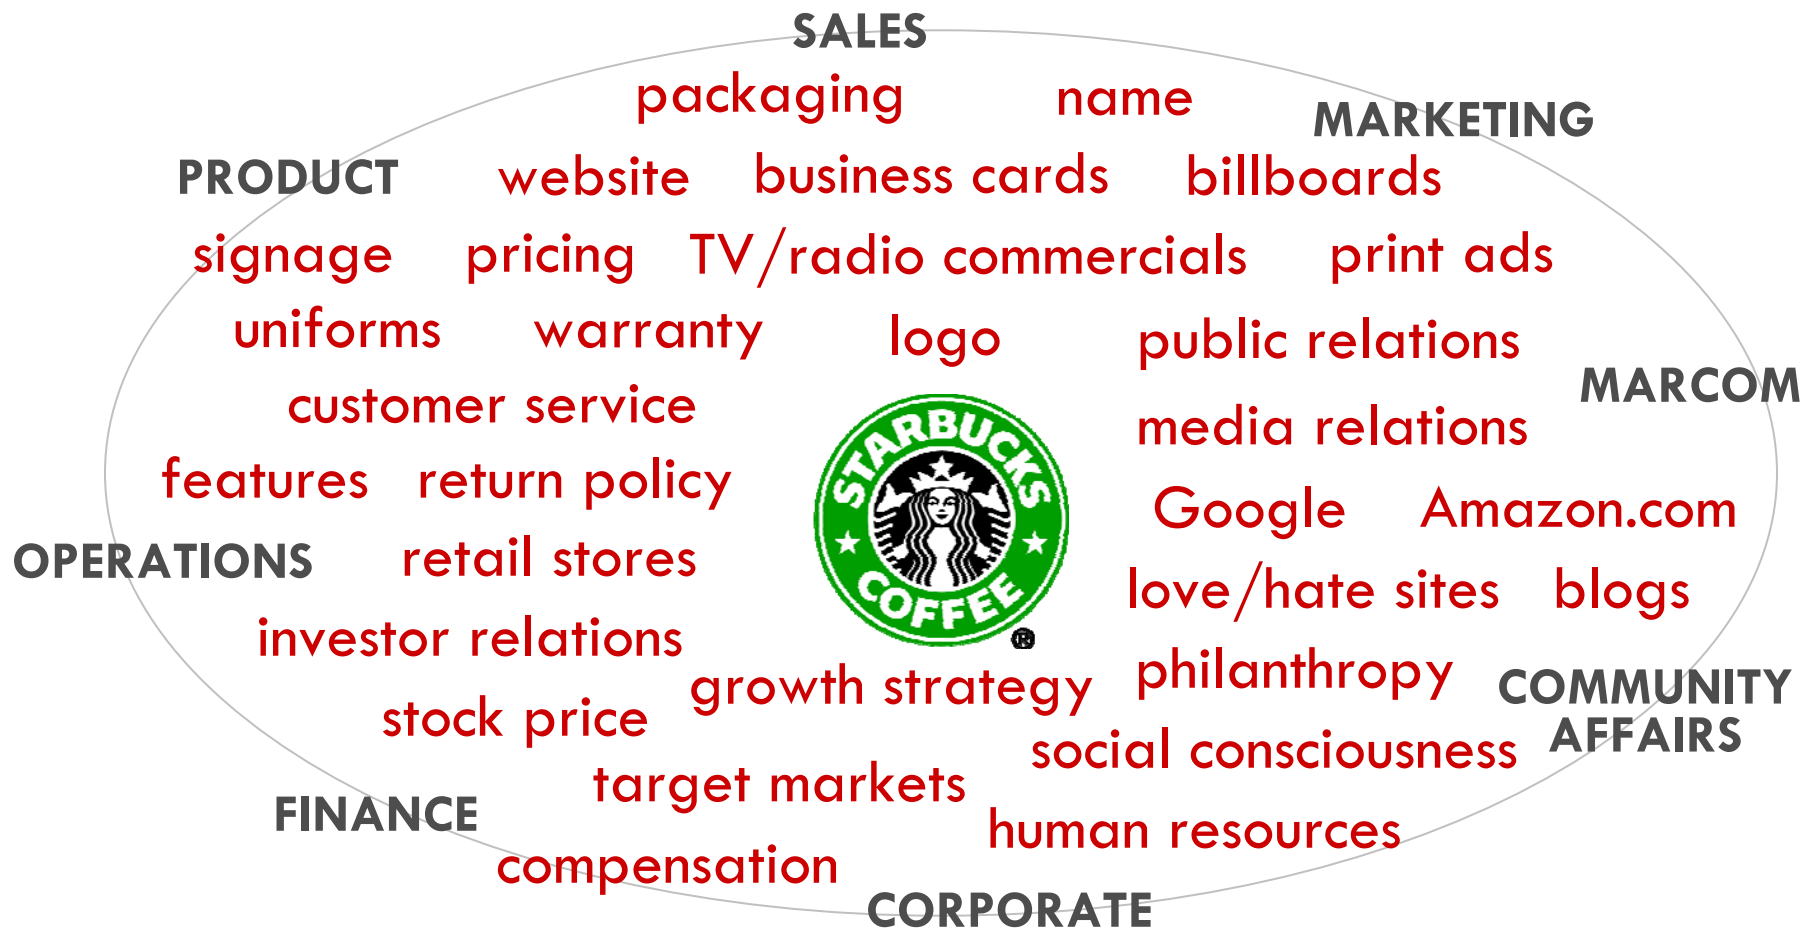 SALES
packaging name
MARKETING
PRODUCT website business cards billboards
signage pricing TV/radio commercials print ads
uniforms warranty logo public relations
MARCOM
customer service media relations
STARBUCKS
COFFEE
®
features return policy Google Amazon.com
OPERATIONS retail stores love/hate sites blogs
investor relations philanthropy
growth strategy
COMMUNITY
AFFAIRS
stock price social consciousness
target markets
FINANCE human resources
compensation
CORPORATE